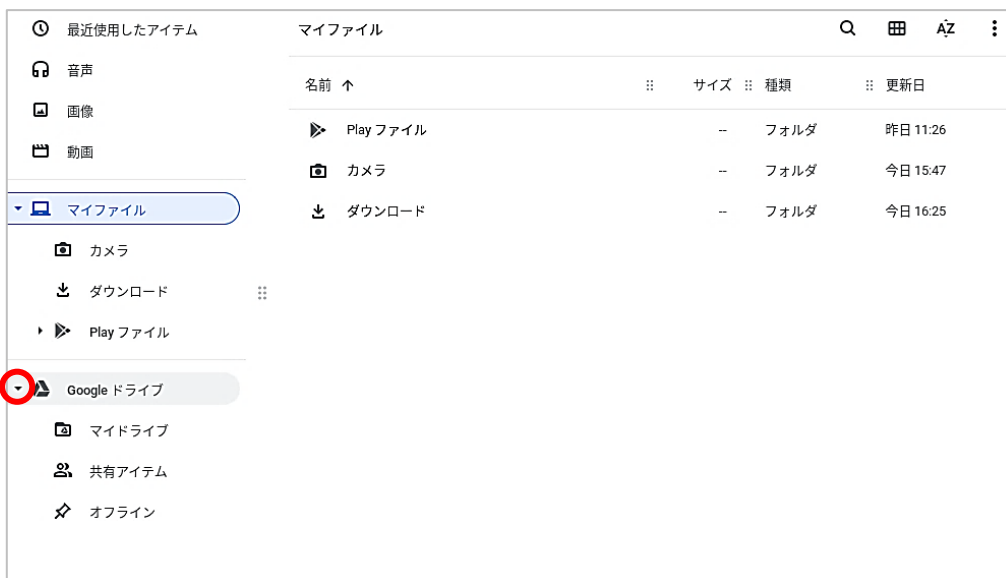 最近使用したアイテム
音声
画像
動画
マイファイル
カメラ
ダウンロード
Play ファイル
Google ドライブ
マイドライブ
共有アイテム
オフライン
マイファイル
AZ
名前 サイズ 種類 更新日
Play ファイル -- フォルダ 昨日 11:26
カメラ -- フォルダ 今日 15:47
ダウンロード -- フォルダ 今日 16:25